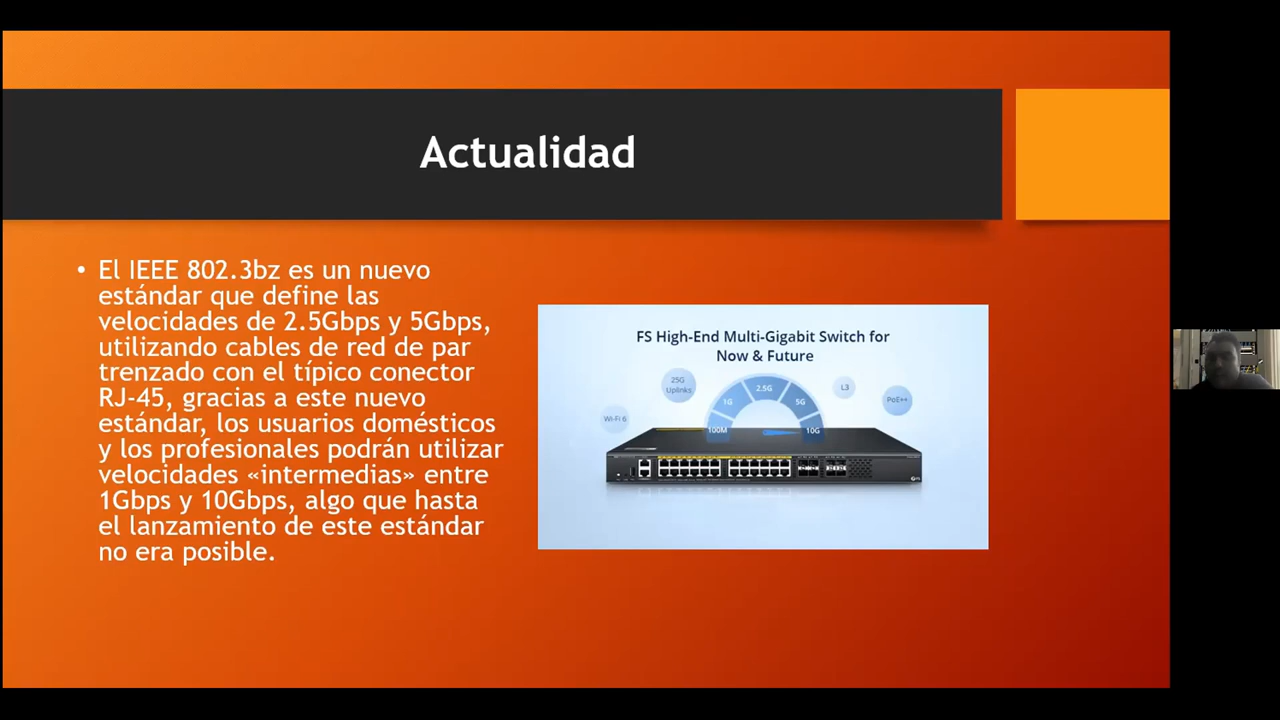 Actualidad
• El IEEE 802.3bz es un nuevo
estándar que define las
velocidades de 2.5Gbps y 5Gbps,
utilizando cables de red de par
trenzado con el típico conector
RJ-45, gracias a este nuevo
estándar, los usuarios domésticos
y los profesionales podrán utilizar
velocidades «intermedias» entre
1Gbps y 10Gbps, algo que hasta
el lanzamiento de este estándar
no era posible.
FS High-End Multi-Gigabit Switch for
Now & Future
25G
Uplinks
2.5G
L3
1G
5G
PoE++
Wi-Fi 6
100M
10G